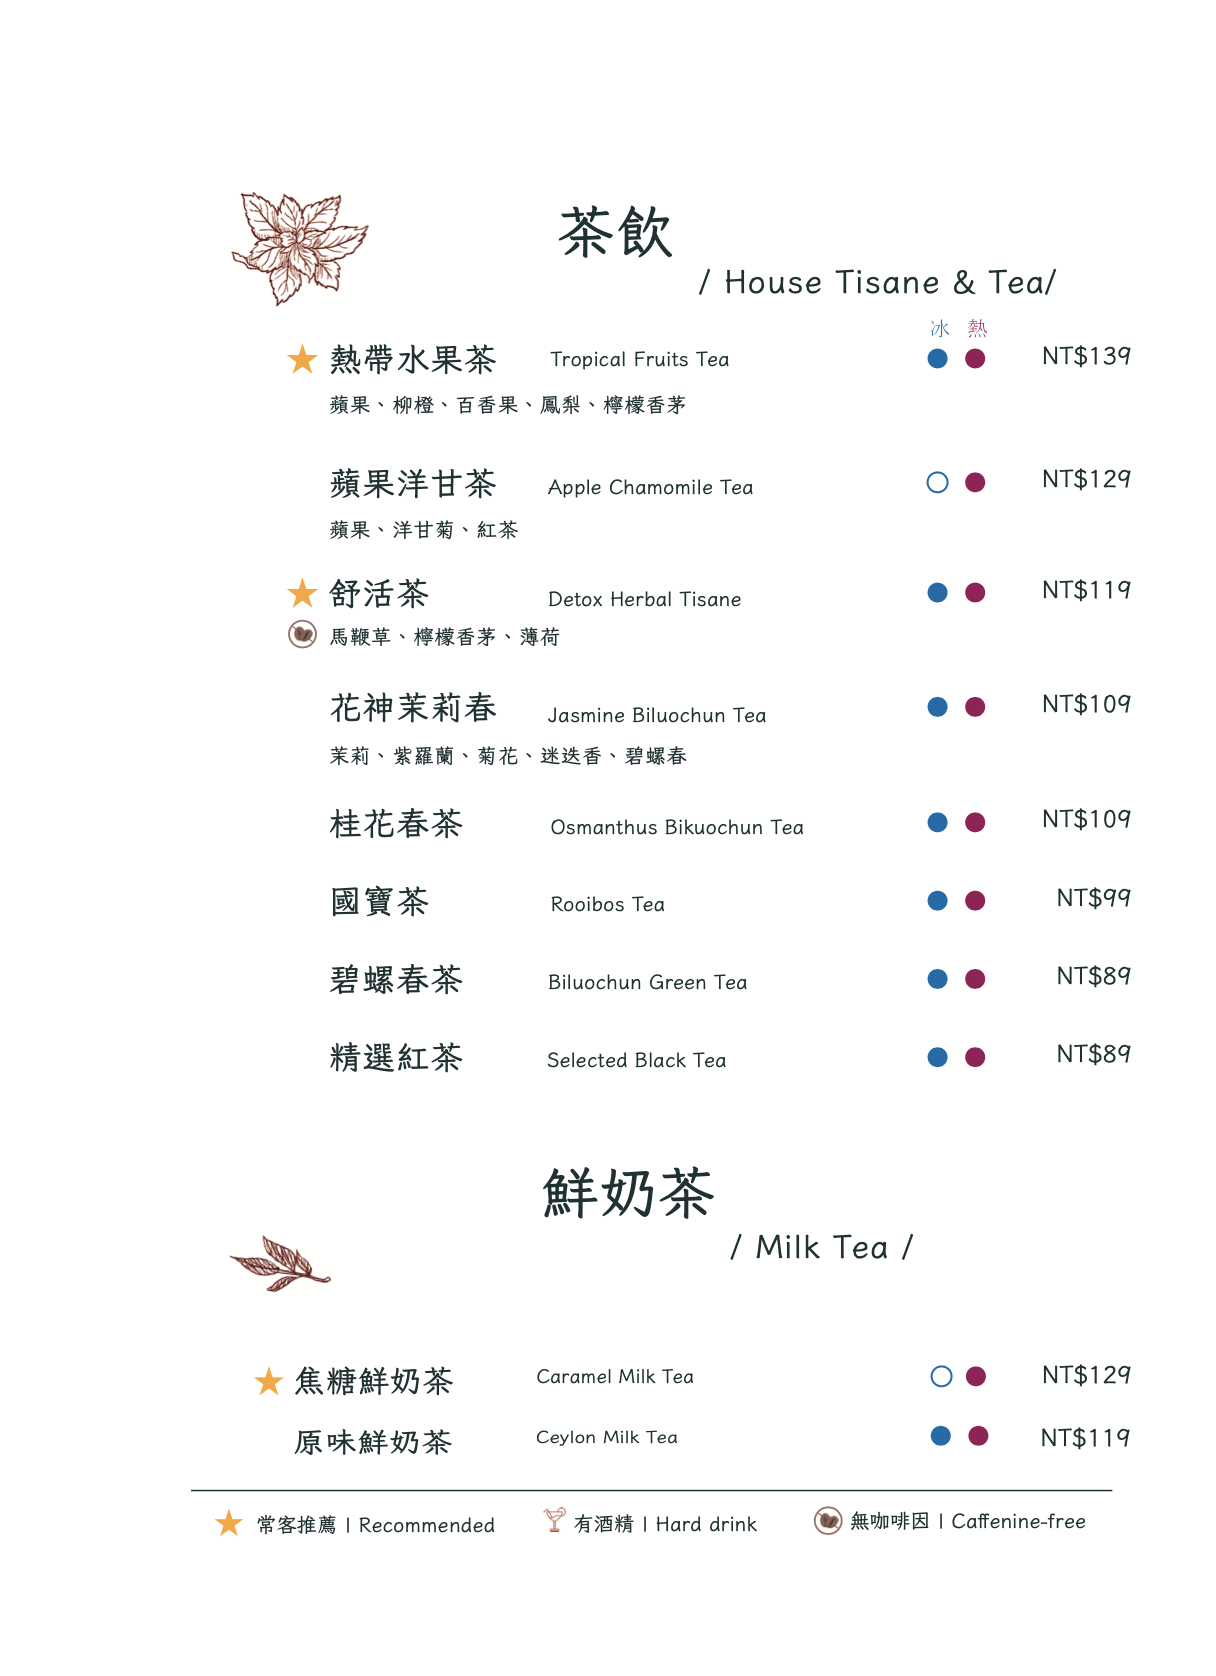 茶飲
/ House Tisane & Tea/
冰 熱
熱帶水果茶 Tropical Fruits Tea NT$139
蘋果、柳橙、百香果、鳳梨、檸檬香茅
蘋果洋甘茶 Apple Chamomile Tea NT$129
蘋果、洋甘菊、紅茶
舒活茶 Detox Herbal Tisane NT$119
馬鞭草、檸檬香茅、薄荷
花神茉莉春 Jasmine Biluochun Tea NT$109
茉莉、紫羅蘭、菊花、迷迭香、碧螺春
桂花春茶 Osmanthus Bikuochun Tea NT$109
國寶茶 Rooibos Tea NT$99
碧螺春茶 Biluochun Green Tea NT$89
精選紅茶 Selected Black Tea NT$89
鮮奶茶
/ Milk Tea /
焦糖鮮奶茶 Caramel Milk Tea NT$129
原味鮮奶茶 Ceylon Milk Tea NT$119
常客推薦 | Recommended 有酒精 | Hard drink 無咖啡因 | Caffenine-free